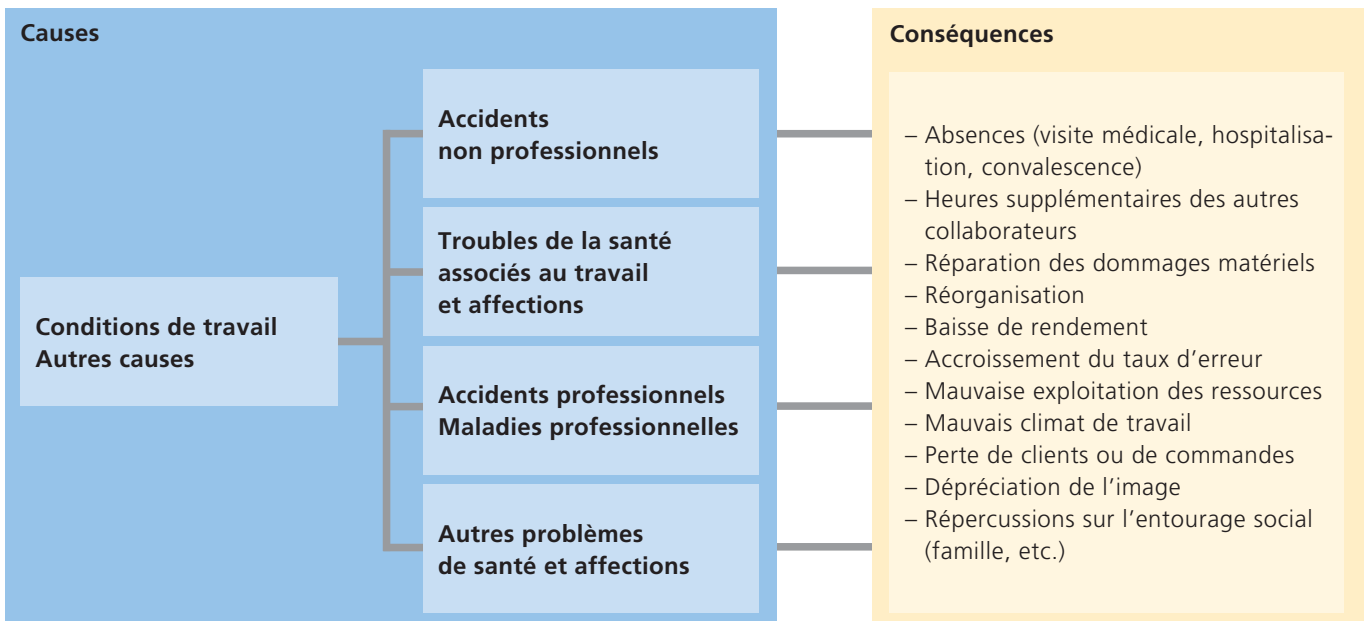 Causes
Conditions de travail
Autres causes
Accidents
non professionnels
Troubles de la santé
associés au travail
et affections
Accidents professionnels
Maladies professionnelles
Autres problèmes
de santé et affections
Conséquences
– Absences (visite médicale, hospitalisa-
tion, convalescence)
– Heures supplémentaires des autres
collaborateurs
– Réparation des dommages matériels
– Réorganisation
– Baisse de rendement
– Accroissement du taux d’erreur
– Mauvaise exploitation des ressources
– Mauvais climat de travail
– Perte de clients ou de commandes
– Dépréciation de l’image
– Répercussions sur l’entourage social
(famille, etc.)